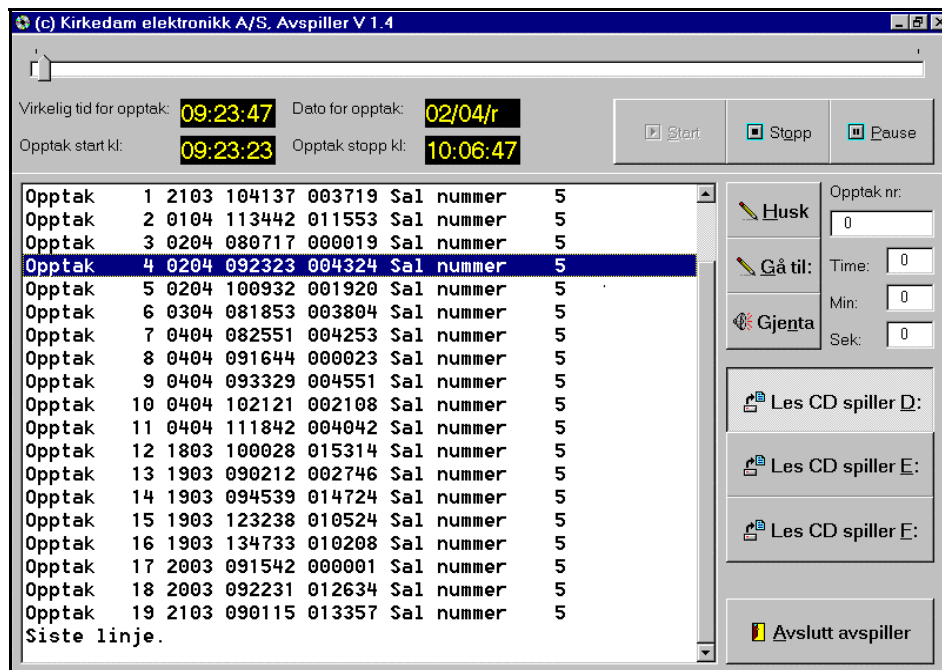 (c) Kirkedam elektronikk A/S, Avspiller V 1.4
Virkelig tid for opptak: 09:23:47 Dato for opptak: 02/04/r
Start Stopp Pause
Opptak start kl: 09:23:23 Opptak stopp kl: 10:06:47
Opptak 1 2103 104137 003719 Sal nummer 5
Opptak 2 0104 113442 011553 Sal nummer 5
Opptak 3 0204 080717 000019 Sal nummer 5
Opptak 4 0204 092323 004324 Sal nummer 5
Opptak 5 0204 100932 001920 Sal nummer 5
Opptak 6 0304 081853 003804 Sal nummer 5
Opptak 7 0404 082551 004253 Sal nummer 5
Opptak 8 0404 091644 000023 Sal nummer 5
Opptak 9 0404 093329 004551 Sal nummer 5
Opptak 10 0404 102121 002108 Sal nummer 5
Opptak 11 0404 111842 004042 Sal nummer 5
Opptak 12 1803 100028 015314 Sal nummer 5
Opptak 13 1903 090212 002746 Sal nummer 5
Opptak 14 1903 094539 014724 Sal nummer 5
Opptak 15 1903 123238 010524 Sal nummer 5
Opptak 16 1903 134733 010208 Sal nummer 5
Opptak 17 2003 091542 000001 Sal nummer 5
Opptak 18 2003 092231 012634 Sal nummer 5
Opptak 19 2103 090115 013357 Sal nummer 5
Siste linje.
Husk
Gå til:
Gjenta
Opptak nr:
0
Time: 0
Min: 0
Sek: 0
Les CD spiller D:
Les CD spiller E:
Les CD spiller F:
Avslutt avspiller